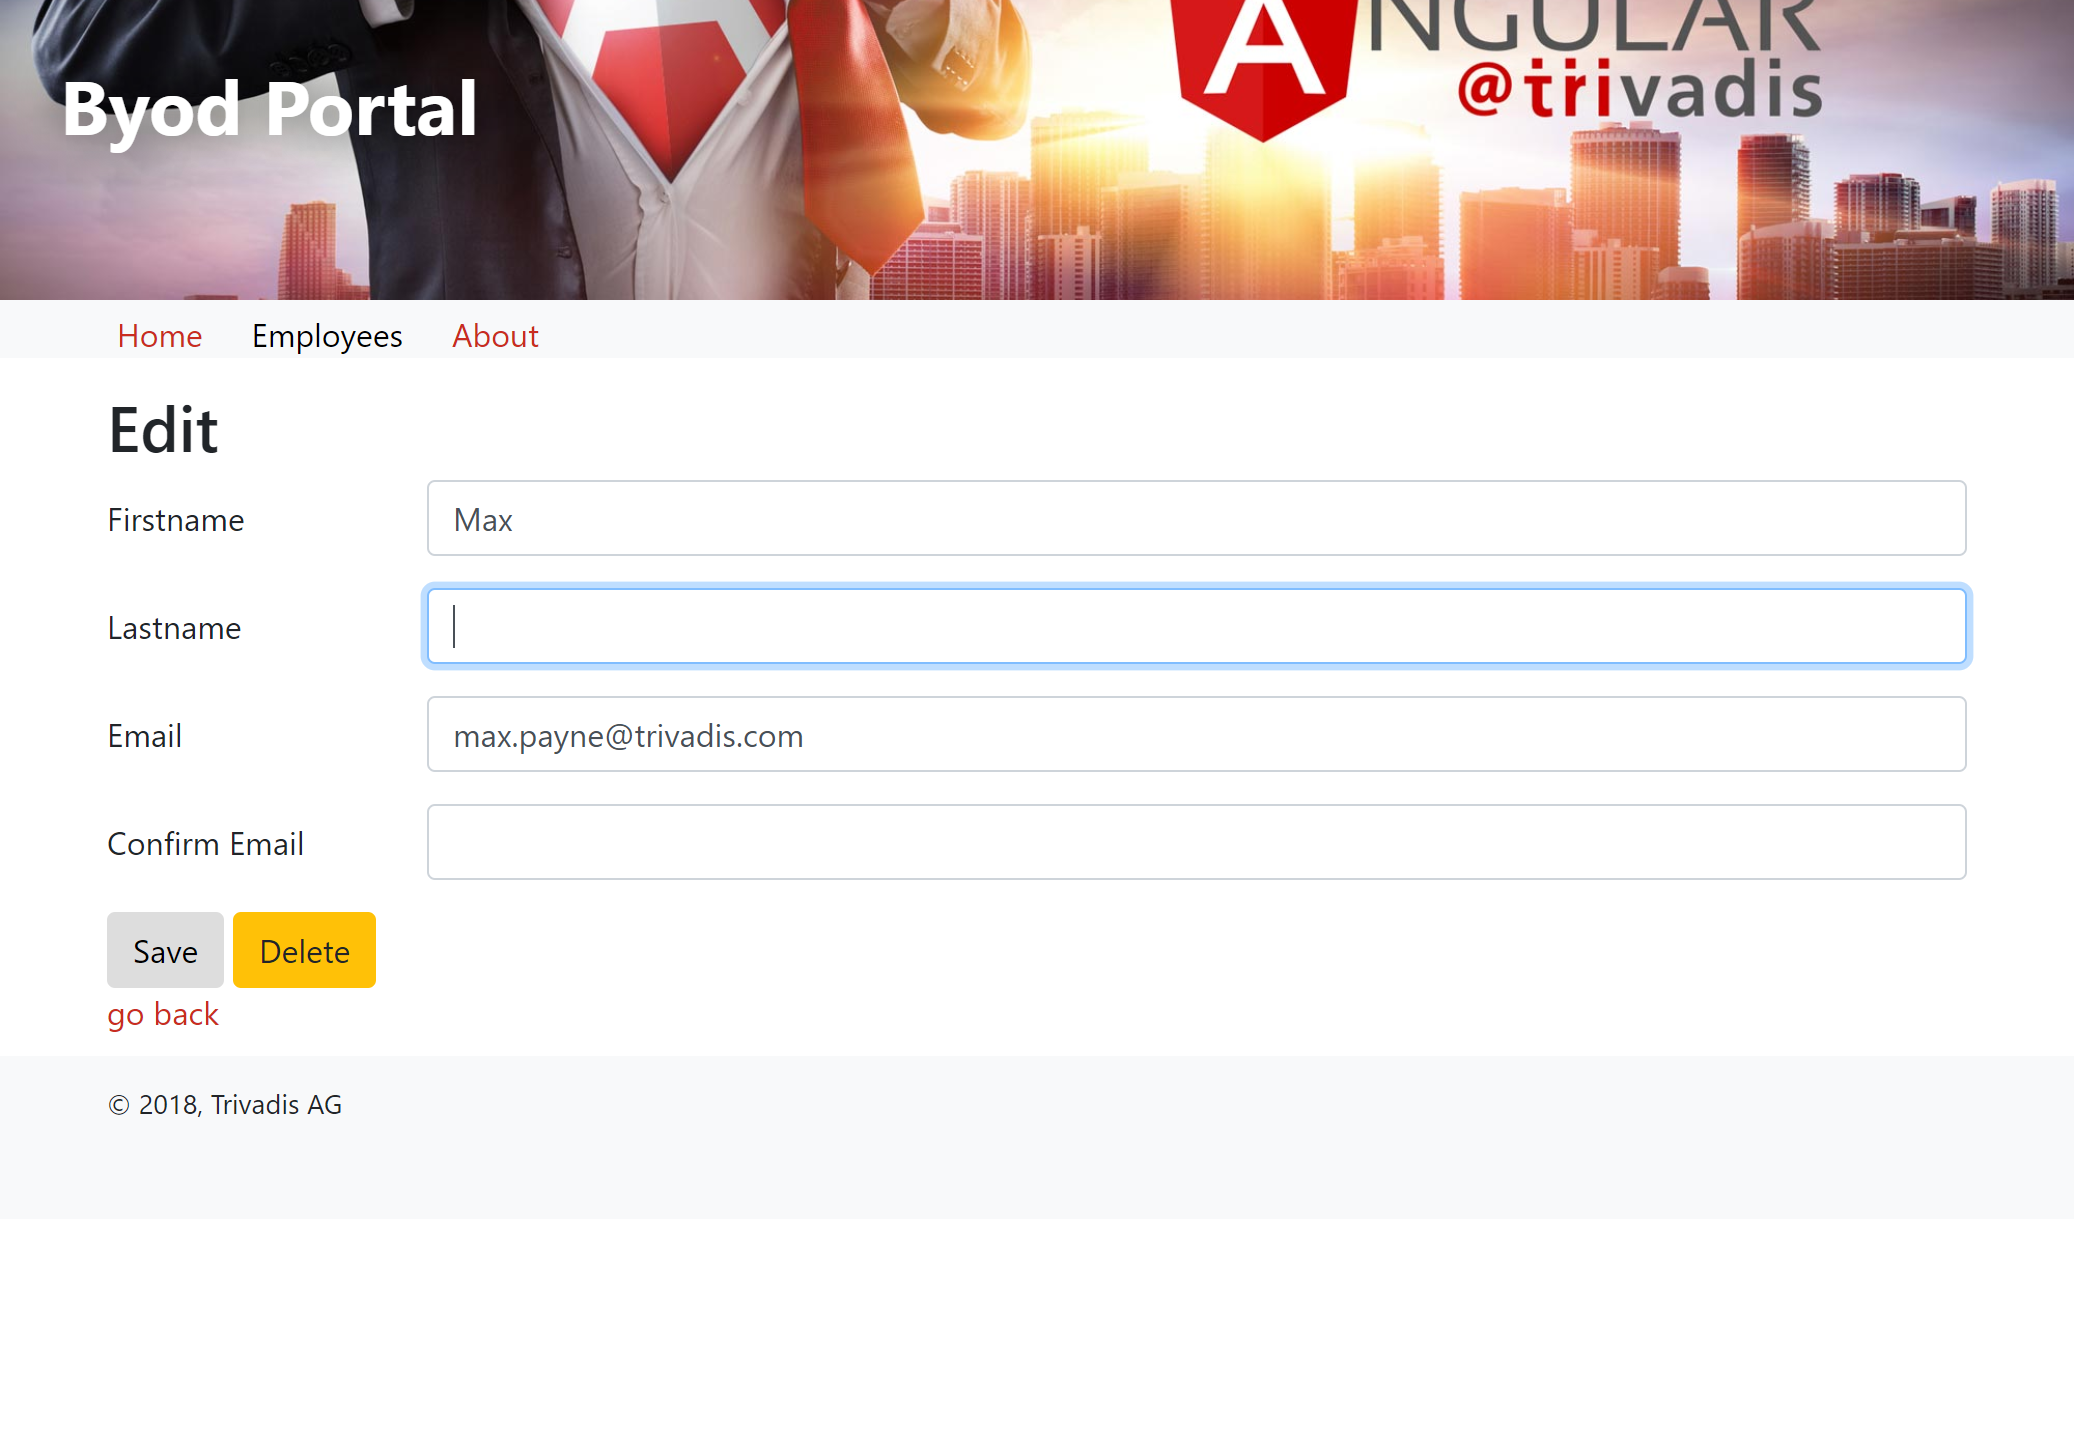 ANGULAR
@trivadis
Byod Portal
Home Employees About
Edit
Firstname Max
Lastname
Email max.payne@trivadis.com
Confirm Email
Save Delete
go back
© 2018, Trivadis AG